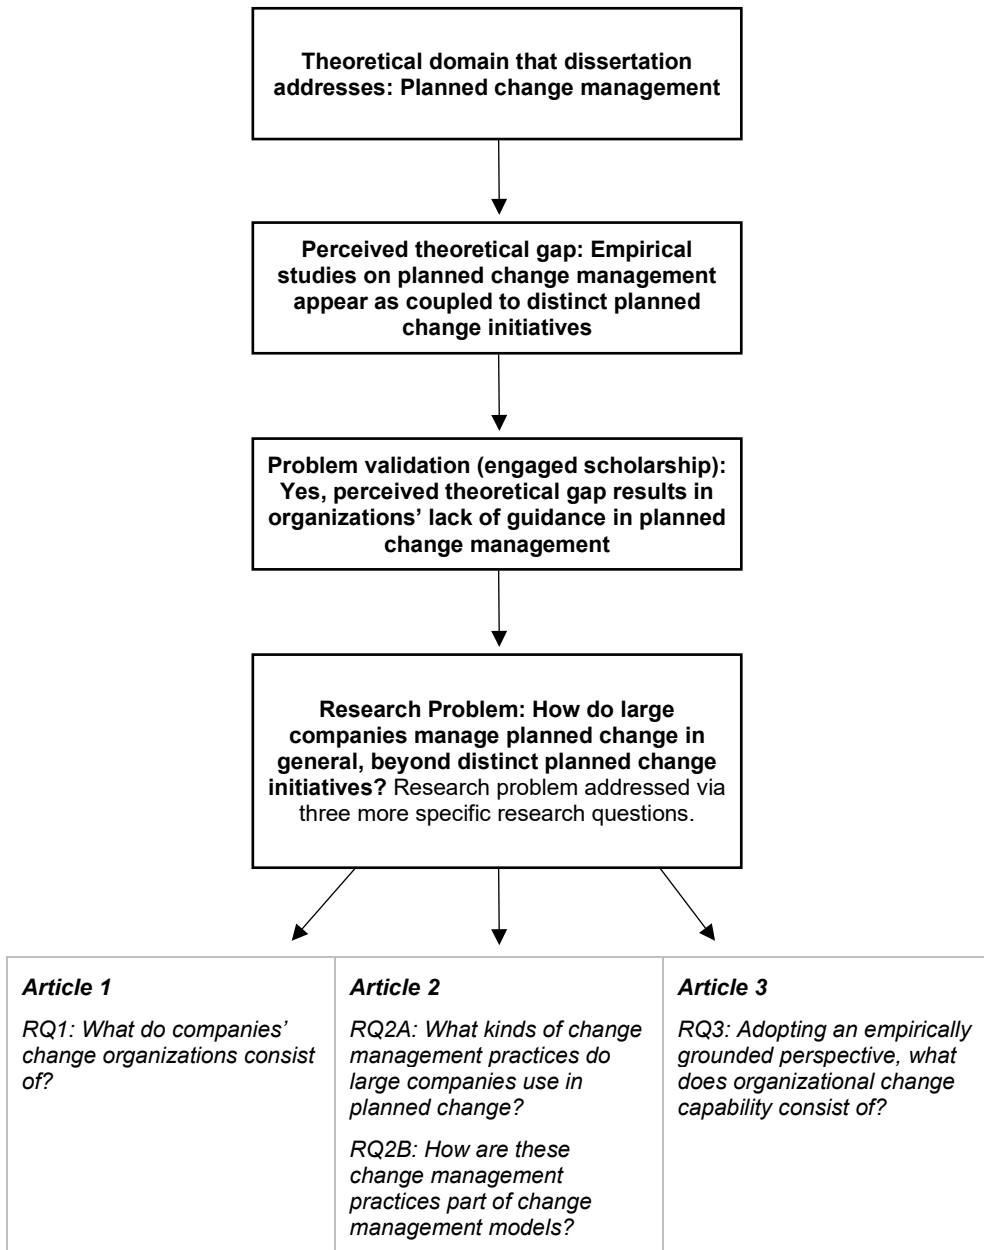 Theoretical domain that dissertation
addresses: Planned change management
Perceived theoretical gap: Empirical
studies on planned change management
appear as coupled to distinct planned
change initiatives
Problem validation (engaged scholarship):
Yes, perceived theoretical gap results in
organizations’ lack of guidance in planned
change management
Research Problem: How do large
companies manage planned change in
general, beyond distinct planned change
initiatives? Research problem addressed via
three more specific research questions.
Article 1
RQ1: What do companies’
change organizations consist
of?
Article 2
RQ2A: What kinds of change
management practices do
large companies use in
planned change?
RQ2B: How are these
change management
practices part of change
management models?
Article 3
RQ3: Adopting an empirically
grounded perspective, what
does organizational change
capability consist of?